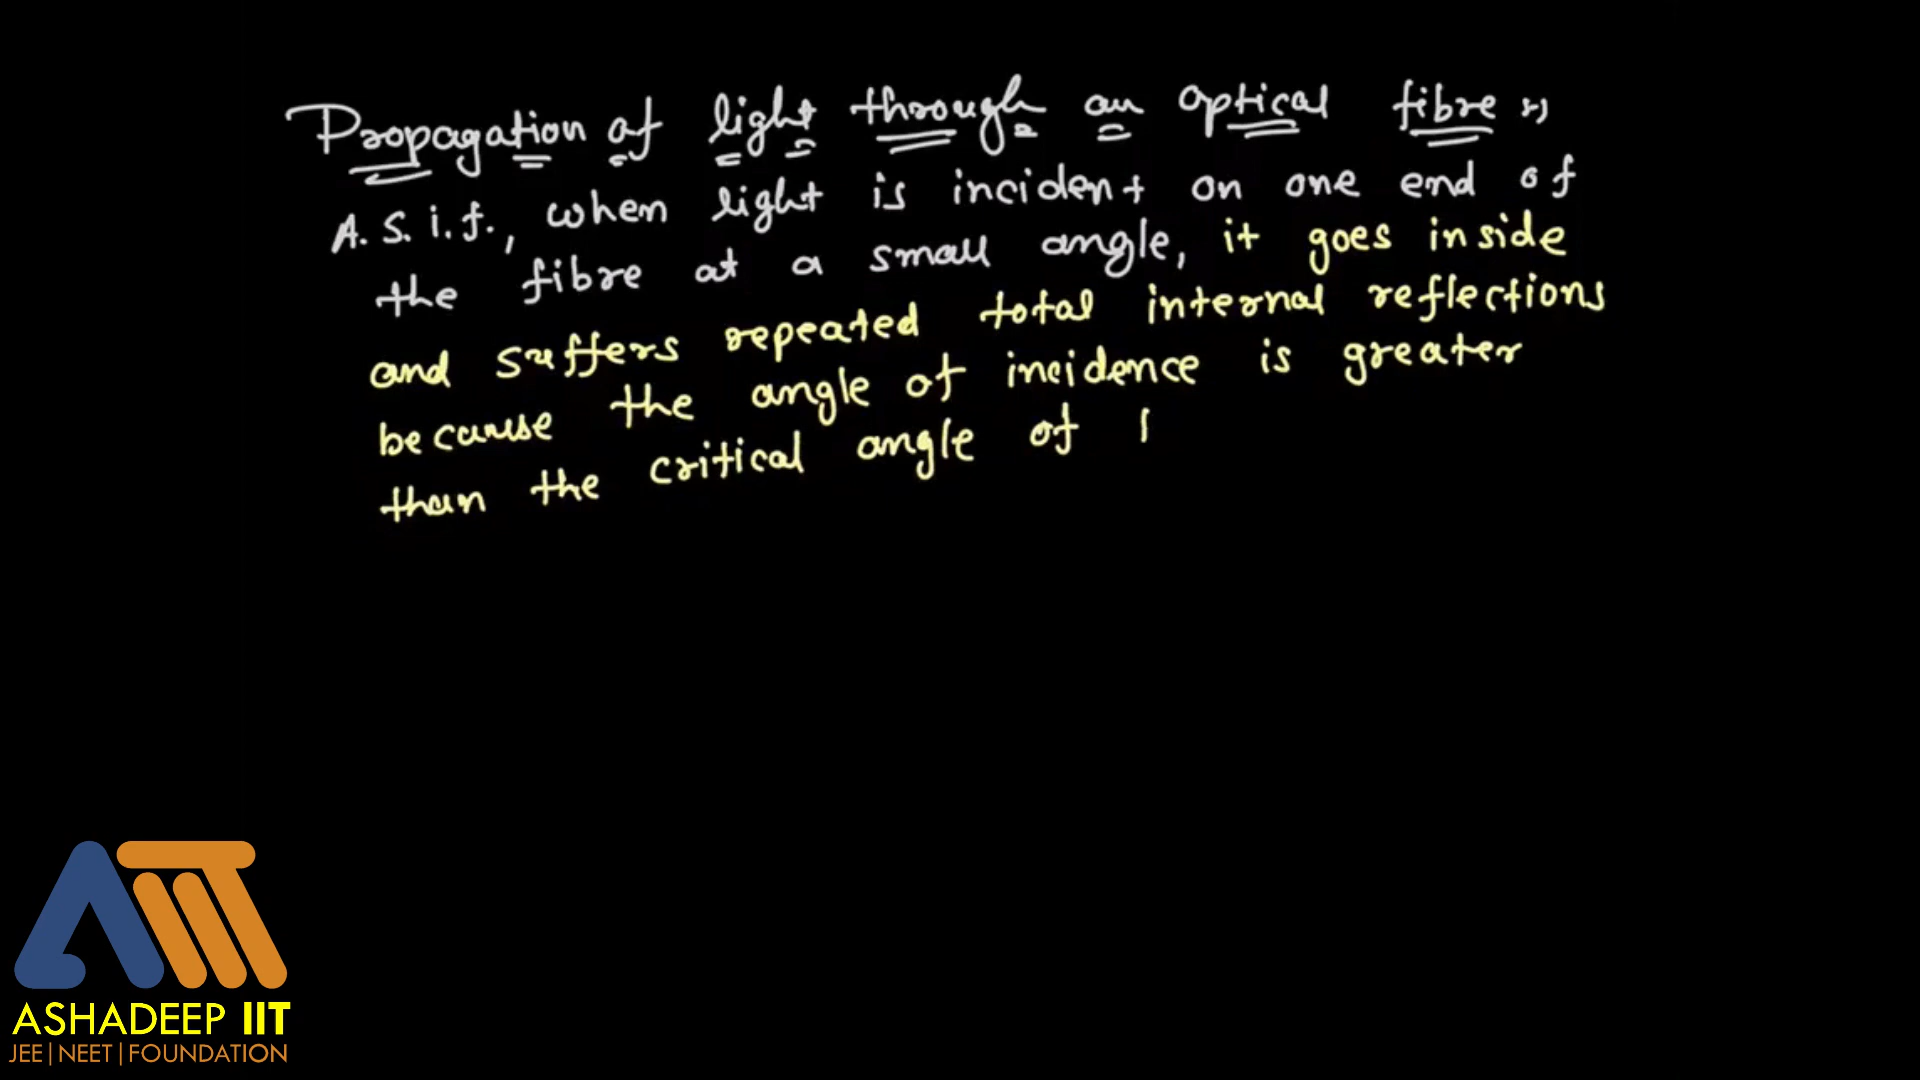 Propagation of light through an optical fibre :,
A. S. i. f., when light is incident on one end of
the fibre at a small angle, it goes inside
and suffers repeated total internal reflections
because the angle of incidence is greater
than the critical angle of
ASHADEEP IIT
JEE|NEET|FOUNDATION